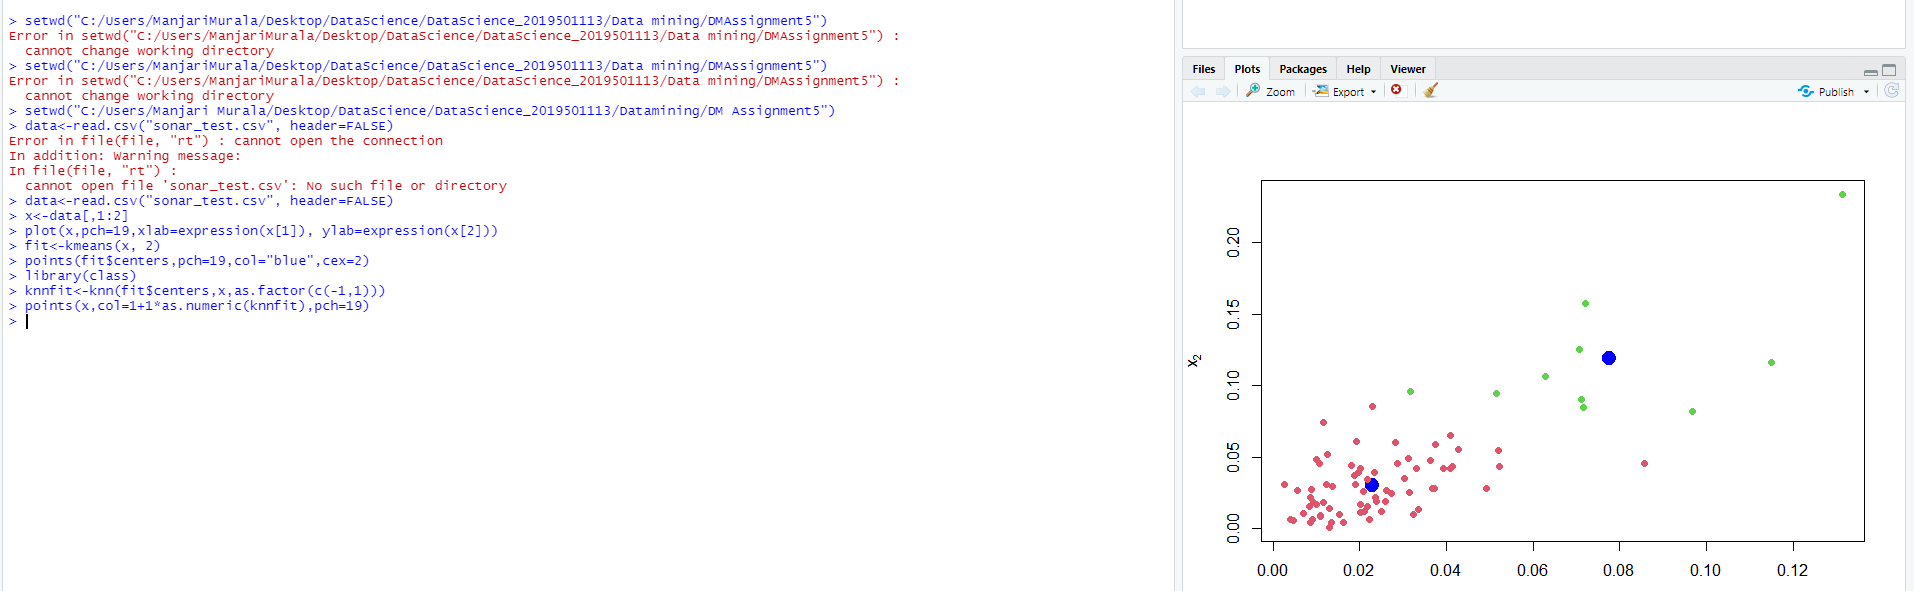 > setwd("C:/Users/ManjariMurala/Desktop/DataScience/DataScience_2019501113/Data mining/DMAssignment5")
Error in setwd("C:/Users/ManjariMurala/Desktop/DataScience/DataScience_2019501113/Data mining/DMAssignment5") :
  cannot change working directory
> setwd("C:/Users/ManjariMurala/Desktop/DataScience/DataScience_2019501113/Data mining/DMAssignment5")
Error in setwd("C:/Users/ManjariMurala/Desktop/DataScience/DataScience_2019501113/Data mining/DMAssignment5") :
  cannot change working directory
> setwd("C:/Users/Manjari Murala/Desktop/DataScience/DataScience_2019501113/Datamining/DM Assignment5")
> data<-read.csv("sonar_test.csv", header=FALSE)
Error in file(file, "rt") : cannot open the connection
In addition: Warning message:
In file(file, "rt") :
  cannot open file 'sonar_test.csv': No such file or directory
> data<-read.csv("sonar_test.csv", header=FALSE)
> x<-data[,1:2]
> plot(x,pch=19,xlab=expression(x[1]), ylab=expression(x[2]))
> fit<-kmeans(x, 2)
> points(fit$centers,pch=19,col="blue",cex=2)
> library(class)
> knnfit<-knn(fit$centers,x,as.factor(c(-1,1)))
> points(x,col=1+1*as.numeric(knnfit),pch=19)
>
Files Plots Packages Help Viewer
Zoom Export Publish
x2
0.20
0.15
0.10
0.05
0.00
0.00 0.02 0.04 0.06 0.08 0.10 0.12